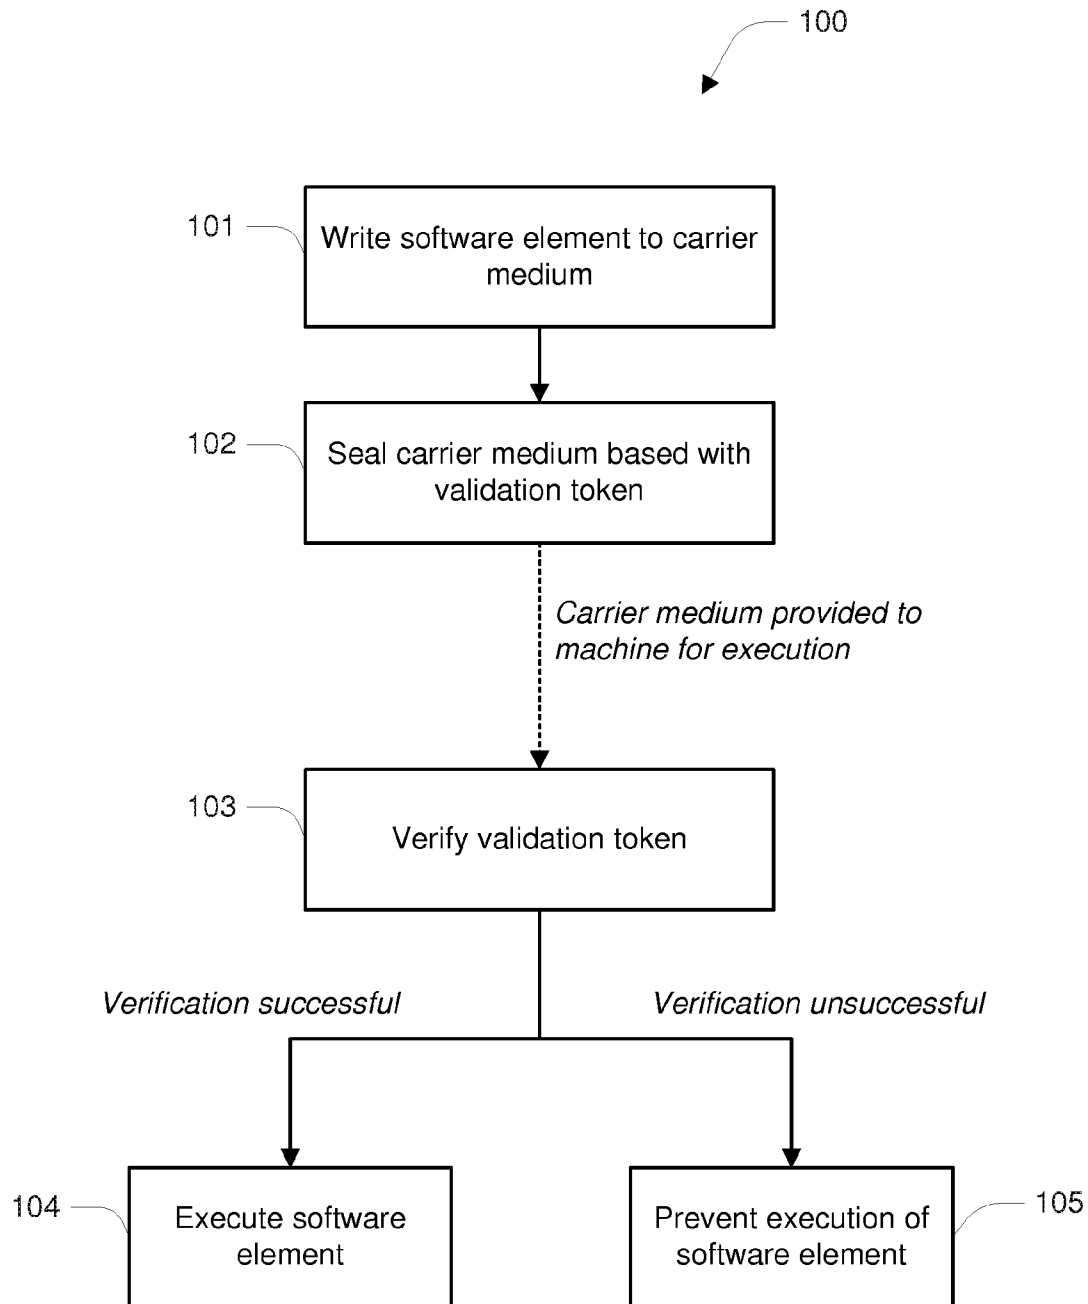 100
101
Write software element to carrier
medium
102
Seal carrier medium based with
validation token
Carrier medium provided to
machine for execution
103
Verify validation token
Verification successful
Verification unsuccessful
104
Execute software
element
Prevent execution of
software element
105